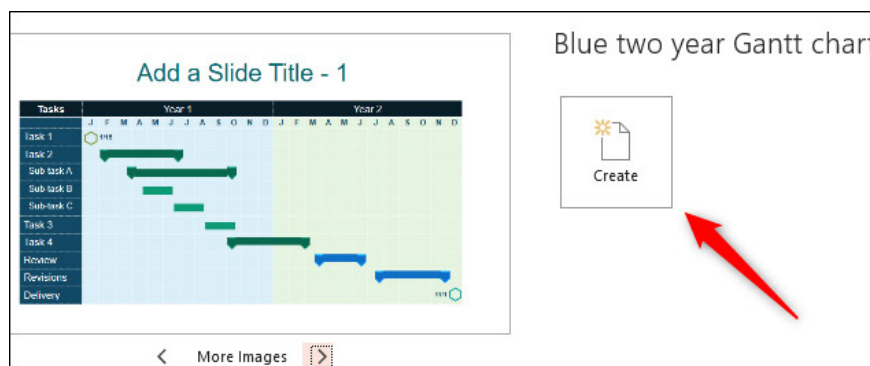 Blue two year Gantt chart
Add a Slide Title - 1
Tasks Year 1 Year 2
J F M A M J J A S O N D J F M A M J J A S O N D
Task 1
Task 2
Sub-task A
Sub-task B
Sub-task C
Task 3
Task 4
Review
Revisions
Delivery
Create
More Images